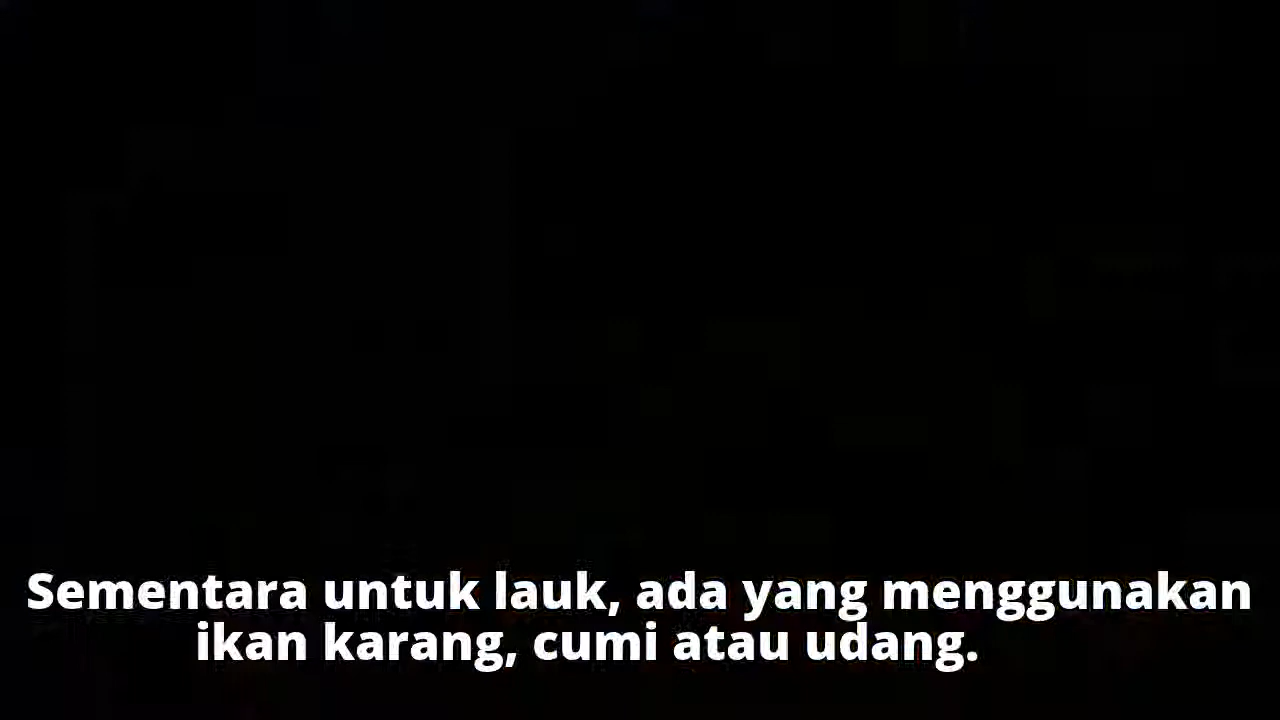 Sementara untuk lauk, ada yang menggunakan
ikan karang, cumi atau udang.